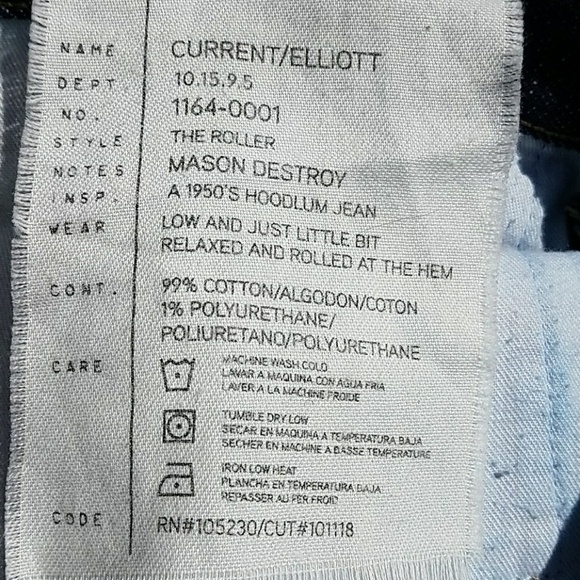 NAME CURRENT/ELLIOTT
DEPT. 10.15.9.5
NO. 1164-0001
STYLE THE ROLLER
NOTES MASON DESTROY
INSP. A 1950'S HOODLUM JEAN
WEAR LOW AND JUST LITTLE BIT
RELAXED AND ROLLED AT THE HEM
CONT. 99% COTTON/ALGODON/COTON
1% POLYURETHANE/
POLIURETANO/POLYURETHANE
CARE MACHINE WASH COLD
LAVAR A MAQUINA CON AGUA FRIA
LAVER A LA MACHINE FROIDE
TUMBLE DRY LOW
SECAR EN MAQUINA A TEMPERATURA BAJA
SECHER EN MACHINE A BASSE TEMPERATURE
IRON LOW HEAT
PLANCHA EN TEMPERATURA BAJA
REPASSER AU FER FROID
CODE RN#105230/CUT#101118